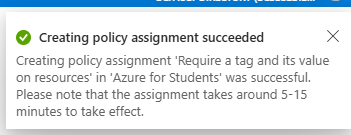 Creating policy assignment succeeded
Creating policy assignment 'Require a tag and its value
on resources' in 'Azure for Students' was successful.
Please note that the assignment takes around 5-15
minutes to take effect.